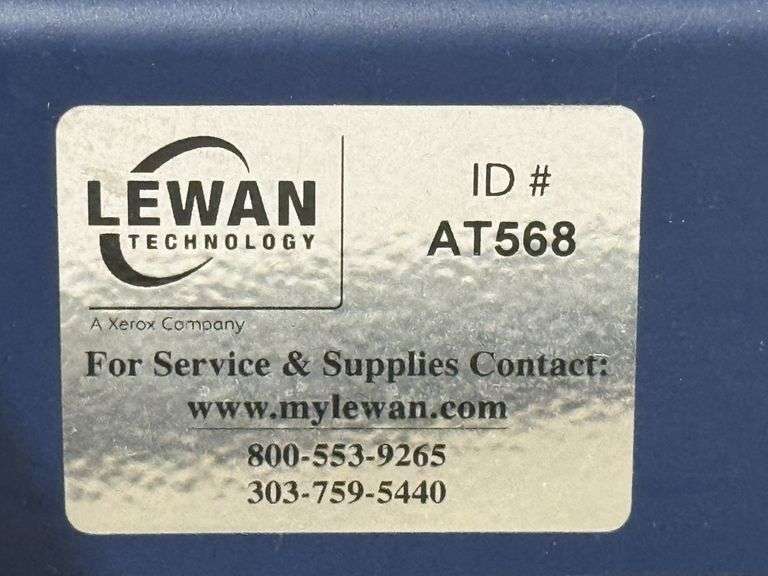 LEWAN
TECHNOLOGY
A Xerox Company
ID #
AT568
For Service & Supplies Contact:
www.mylewan.com
800-553-9265
303-759-5440